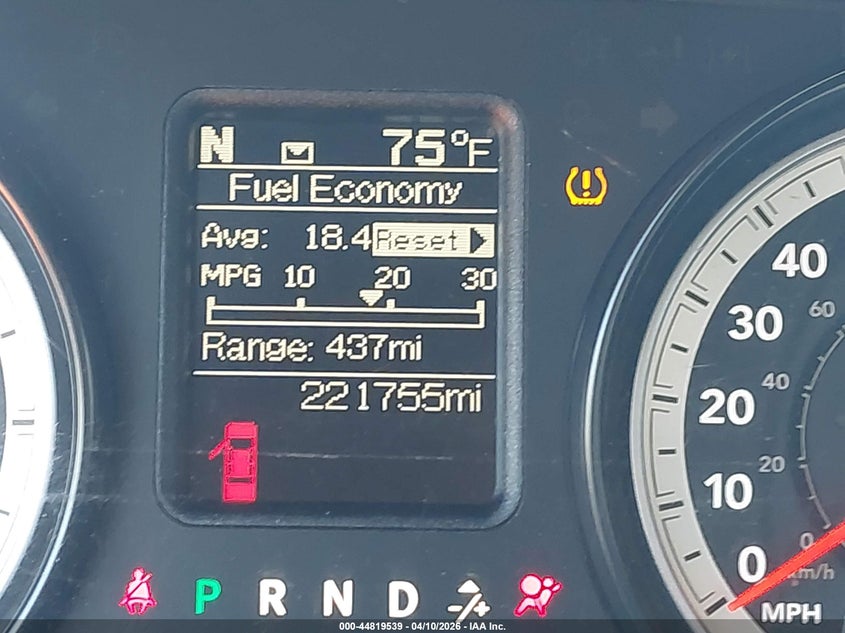 N 75°F
Fuel Economy
Avg: 18.4 Reset
MPG 10 20 30
Range: 437mi
221755mi
P R N D -/+
40
60
30
40
20
20
10
0
0
km/h
MPH
000-44819539 - 04/10/2026 - IAA Inc.